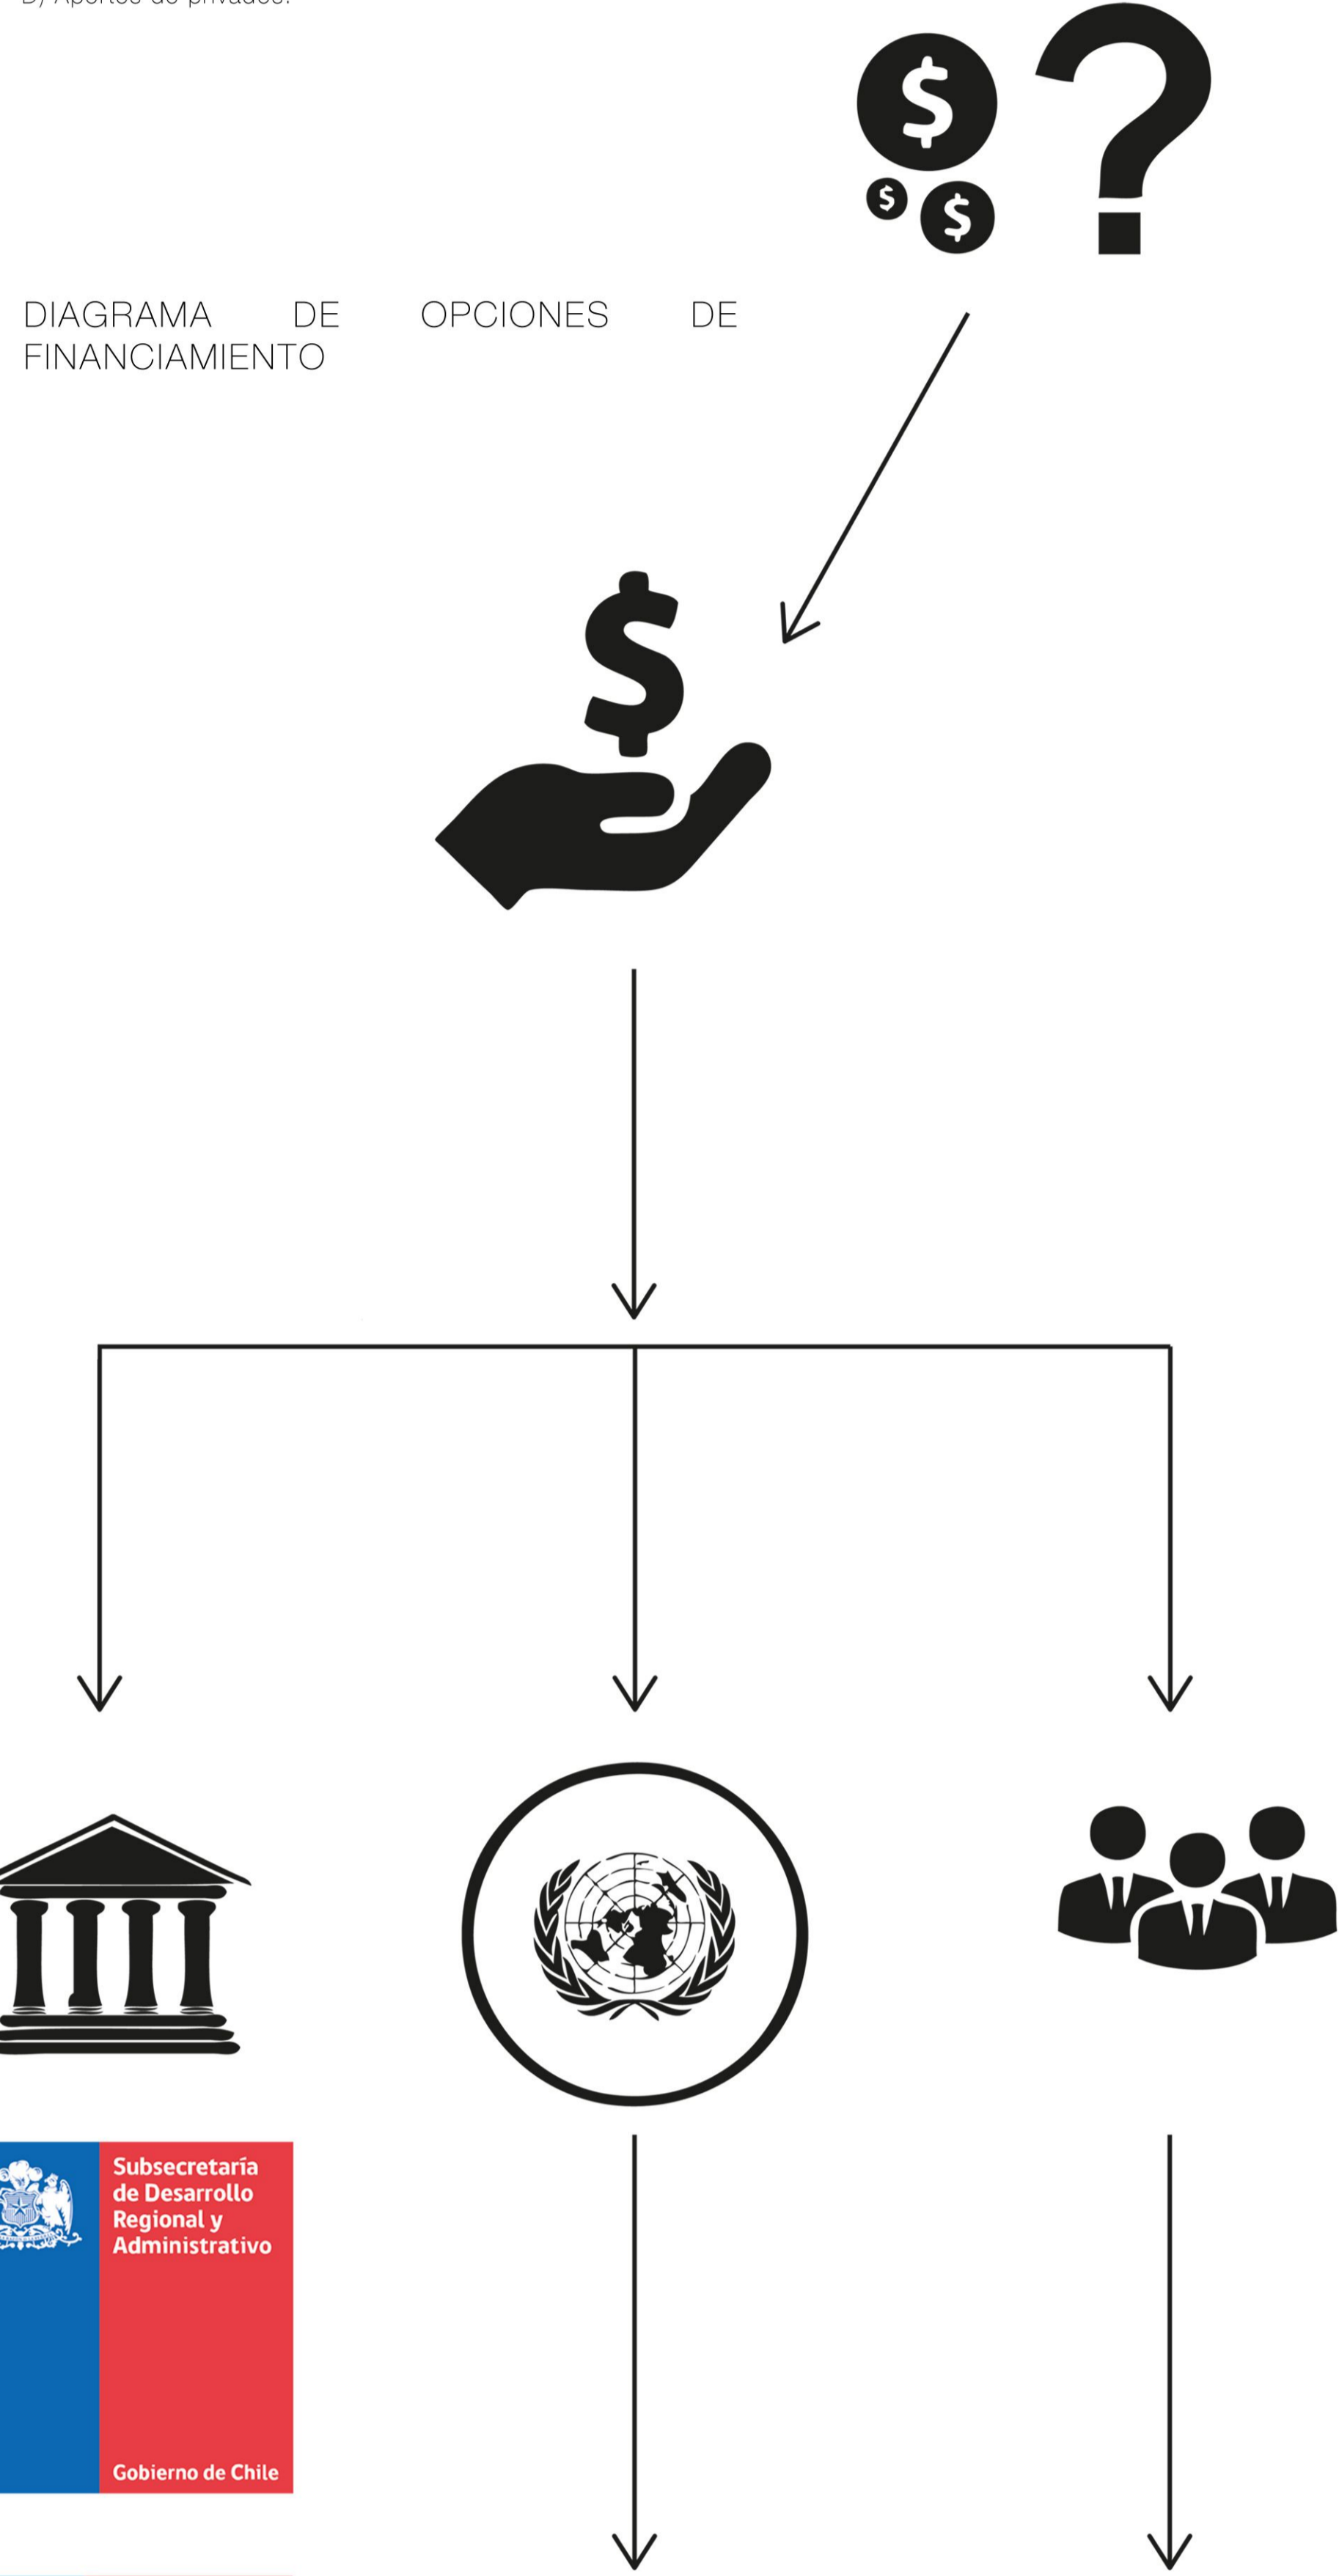 DIAGRAMA DE OPCIONES DE
FINANCIAMIENTO
Subsecretaría
de Desarrollo
Regional y
Administrativo
Gobierno de Chile